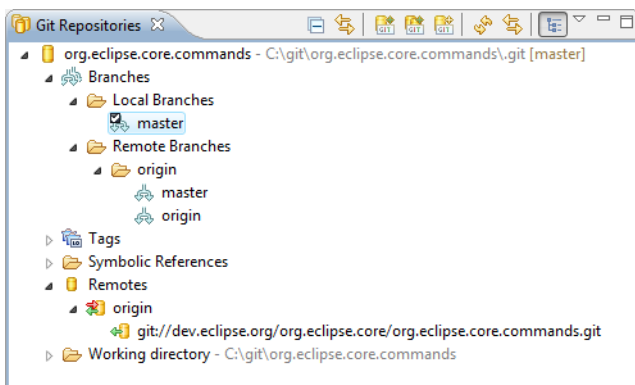 Git Repositories
org.eclipse.core.commands - C:\git\org.eclipse.core.commands\.git [master]
Branches
Local Branches
master
Remote Branches
origin
master
origin
Tags
Symbolic References
Remotes
origin
git://dev.eclipse.org/org.eclipse.core/org.eclipse.core.commands.git
Working directory - C:\git\org.eclipse.core.commands